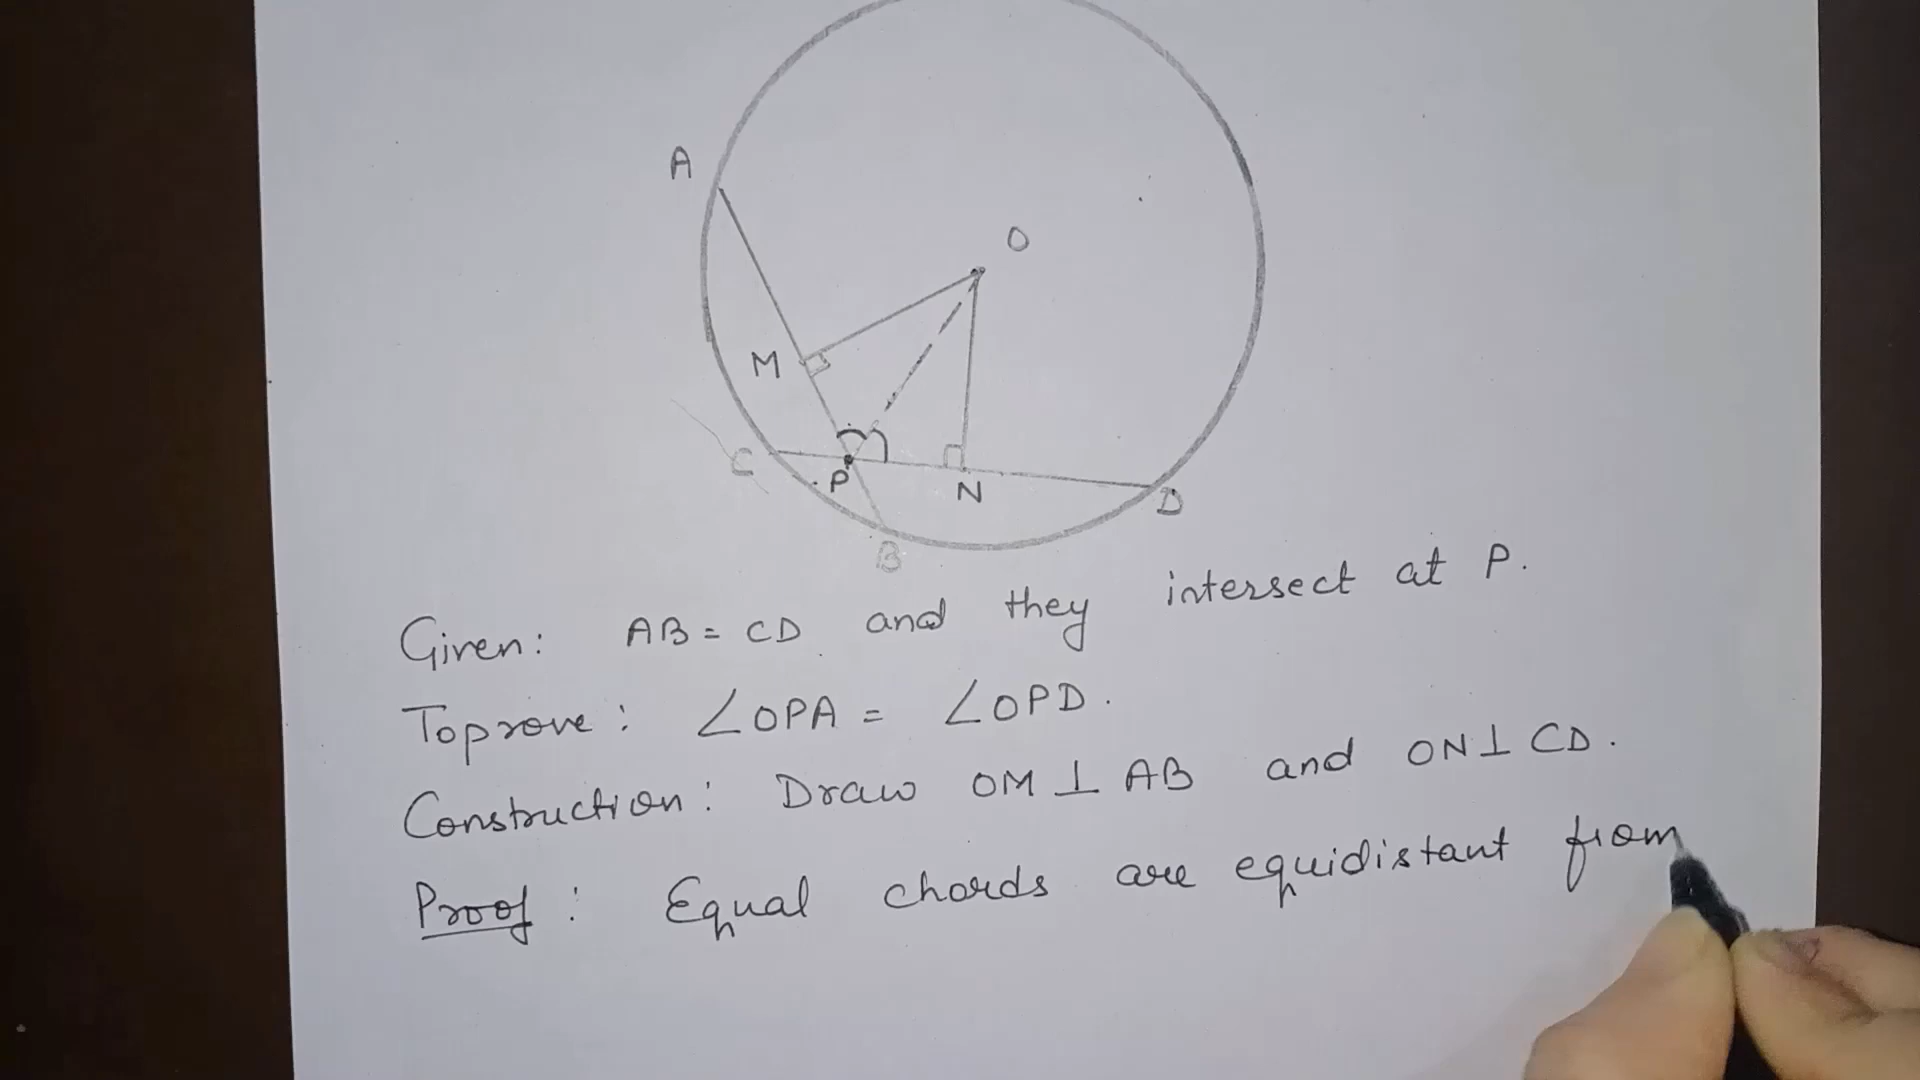 A
O
M
C
P
N
D
B
Given: AB = CD and they intersect at P.
To prove: ∠OPA = ∠OPD.
Construction: Draw OM ⊥ AB and ON ⊥ CD.
Proof: Equal chords are equidistant from